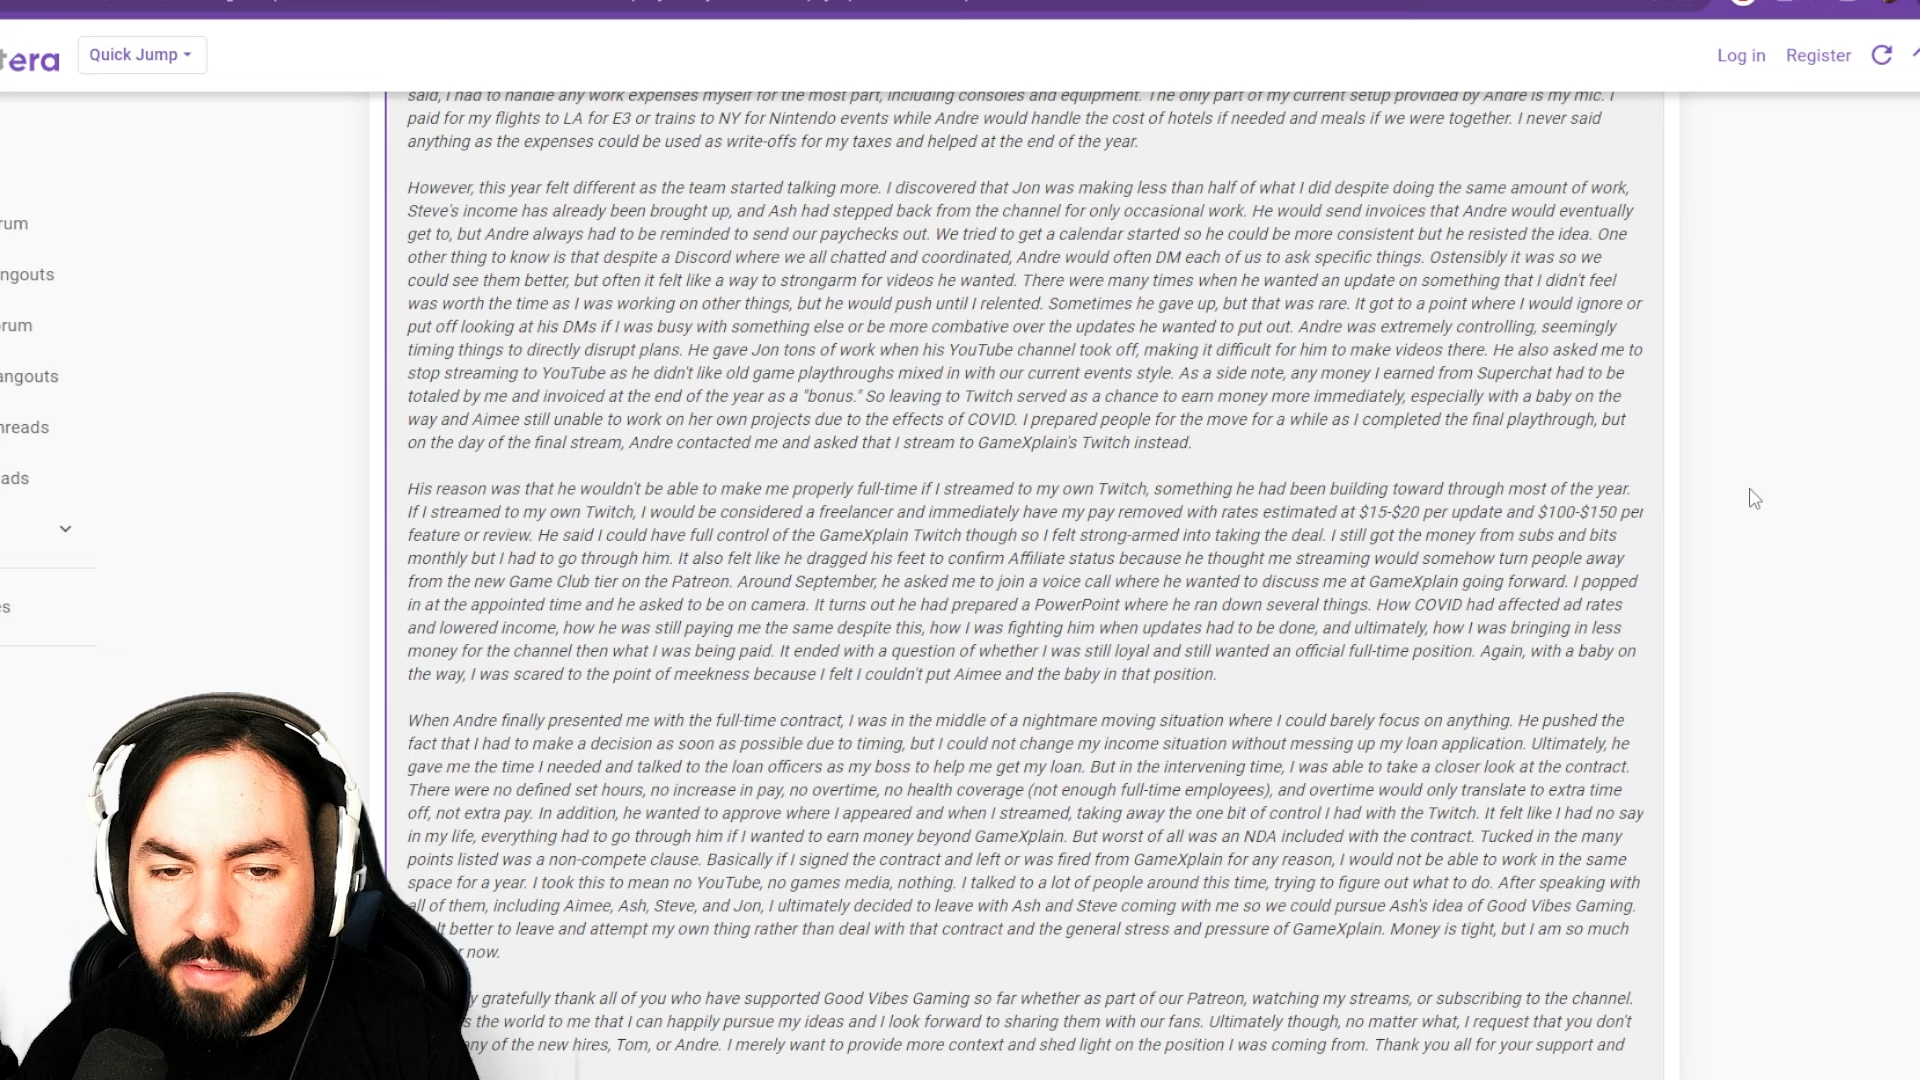 era
Quick Jump
Log in
Register
said, I had to handle any work expenses myself for the most part, including consoles and equipment. The only part of my current setup provided by Andre is my mic. I
paid for my flights to LA for E3 or trains to NY for Nintendo events while Andre would handle the cost of hotels if needed and meals if we were together. I never said
anything as the expenses could be used as write-offs for my taxes and helped at the end of the year.
However, this year felt different as the team started talking more. I discovered that Jon was making less than half of what I did despite doing the same amount of work,
Steve's income has already been brought up, and Ash had stepped back from the channel for only occasional work. He would send invoices that Andre would eventually
get to, but Andre always had to be reminded to send our paychecks out. We tried to get a calendar started so he could be more consistent but he resisted the idea. One
other thing to know is that despite a Discord where we all chatted and coordinated, Andre would often DM each of us to ask specific things. Ostensibly it was so we
could see them better, but often it felt like a way to strongarm for videos he wanted. There were many times when he wanted an update on something that I didn't feel
was worth the time as I was working on other things, but he would push until I relented. Sometimes he gave up, but that was rare. It got to a point where I would ignore or
put off looking at his DMs if I was busy with something else or be more combative over the updates he wanted to put out. Andre was extremely controlling, seemingly
timing things to directly disrupt plans. He gave Jon tons of work when his YouTube channel took off, making it difficult for him to make videos there. He also asked me to
stop streaming to YouTube as he didn't like old game playthroughs mixed in with our current events style. As a side note, any money I earned from Superchat had to be
totaled by me and invoiced at the end of the year as a "bonus." So leaving to Twitch served as a chance to earn money more immediately, especially with a baby on the
way and Aimee still unable to work on her own projects due to the effects of COVID. I prepared people for the move for a while as I completed the final playthrough, but
on the day of the final stream, Andre contacted me and asked that I stream to GameXplain's Twitch instead.
His reason was that he wouldn't be able to make me properly full-time if I streamed to my own Twitch, something he had been building toward through most of the year.
If I streamed to my own Twitch, I would be considered a freelancer and immediately have my pay removed with rates estimated at $15-$20 per update and $100-$150 per
feature or review. He said I could have full control of the GameXplain Twitch though so I felt strong-armed into taking the deal. I still got the money from subs and bits
monthly but I had to go through him. It also felt like he dragged his feet to confirm Affiliate status because he thought me streaming would somehow turn people away
from the new Game Club tier on the Patreon. Around September, he asked me to join a voice call where he wanted to discuss me at GameXplain going forward. I popped
in at the appointed time and he asked to be on camera. It turns out he had prepared a PowerPoint where he ran down several things. How COVID had affected ad rates
and lowered income, how he was still paying me the same despite this, how I was fighting him when updates had to be done, and ultimately, how I was bringing in less
money for the channel then what I was being paid. It ended with a question of whether I was still loyal and still wanted an official full-time position. Again, with a baby on
the way, I was scared to the point of meekness because I felt I couldn't put Aimee and the baby in that position.
When Andre finally presented me with the full-time contract, I was in the middle of a nightmare moving situation where I could barely focus on anything. He pushed the
fact that I had to make a decision as soon as possible due to timing, but I could not change my income situation without messing up my loan application. Ultimately, he
gave me the time I needed and talked to the loan officers as my boss to help me get my loan. But in the intervening time, I was able to take a closer look at the contract.
There were no defined set hours, no increase in pay, no overtime, no health coverage (not enough full-time employees), and overtime would only translate to extra time
off, not extra pay. In addition, he wanted to approve where I appeared and when I streamed, taking away the one bit of control I had with the Twitch. It felt like I had no say
in my life, everything had to go through him if I wanted to earn money beyond GameXplain. But worst of all was an NDA included with the contract. Tucked in the many
points listed was a non-compete clause. Basically if I signed the contract and left or was fired from GameXplain for any reason, I would not be able to work in the same
space for a year. I took this to mean no YouTube, no games media, nothing. I talked to a lot of people around this time, trying to figure out what to do. After speaking with
all of them, including Aimee, Ash, Steve, and Jon, I ultimately decided to leave with Ash and Steve coming with me so we could pursue Ash's idea of Good Vibes Gaming.
better to leave and attempt my own thing rather than deal with that contract and the general stress and pressure of GameXplain. Money is tight, but I am so much
now.
gratefully thank all of you who have supported Good Vibes Gaming so far whether as part of our Patreon, watching my streams, or subscribing to the channel.
the world to me that I can happily pursue my ideas and I look forward to sharing them with our fans. Ultimately though, no matter what, I request that you don't
of the new hires, Tom, or Andre. I merely want to provide more context and shed light on the position I was coming from. Thank you all for your support and